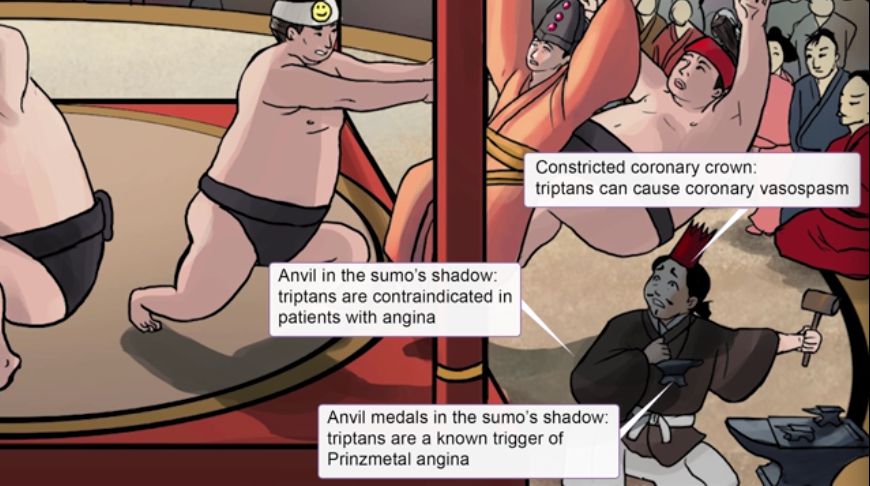 Constricted coronary crown:
triptans can cause coronary vasospasm
Anvil in the sumo's shadow:
triptans are contraindicated in
patients with angina
Anvil medals in the sumo's shadow:
triptans are a known trigger of
Prinzmetal angina